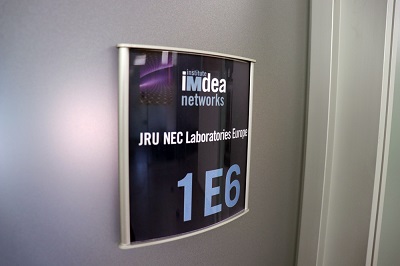 institute
iMdea
networks
JRU NEC Laboratories Europe
1E6